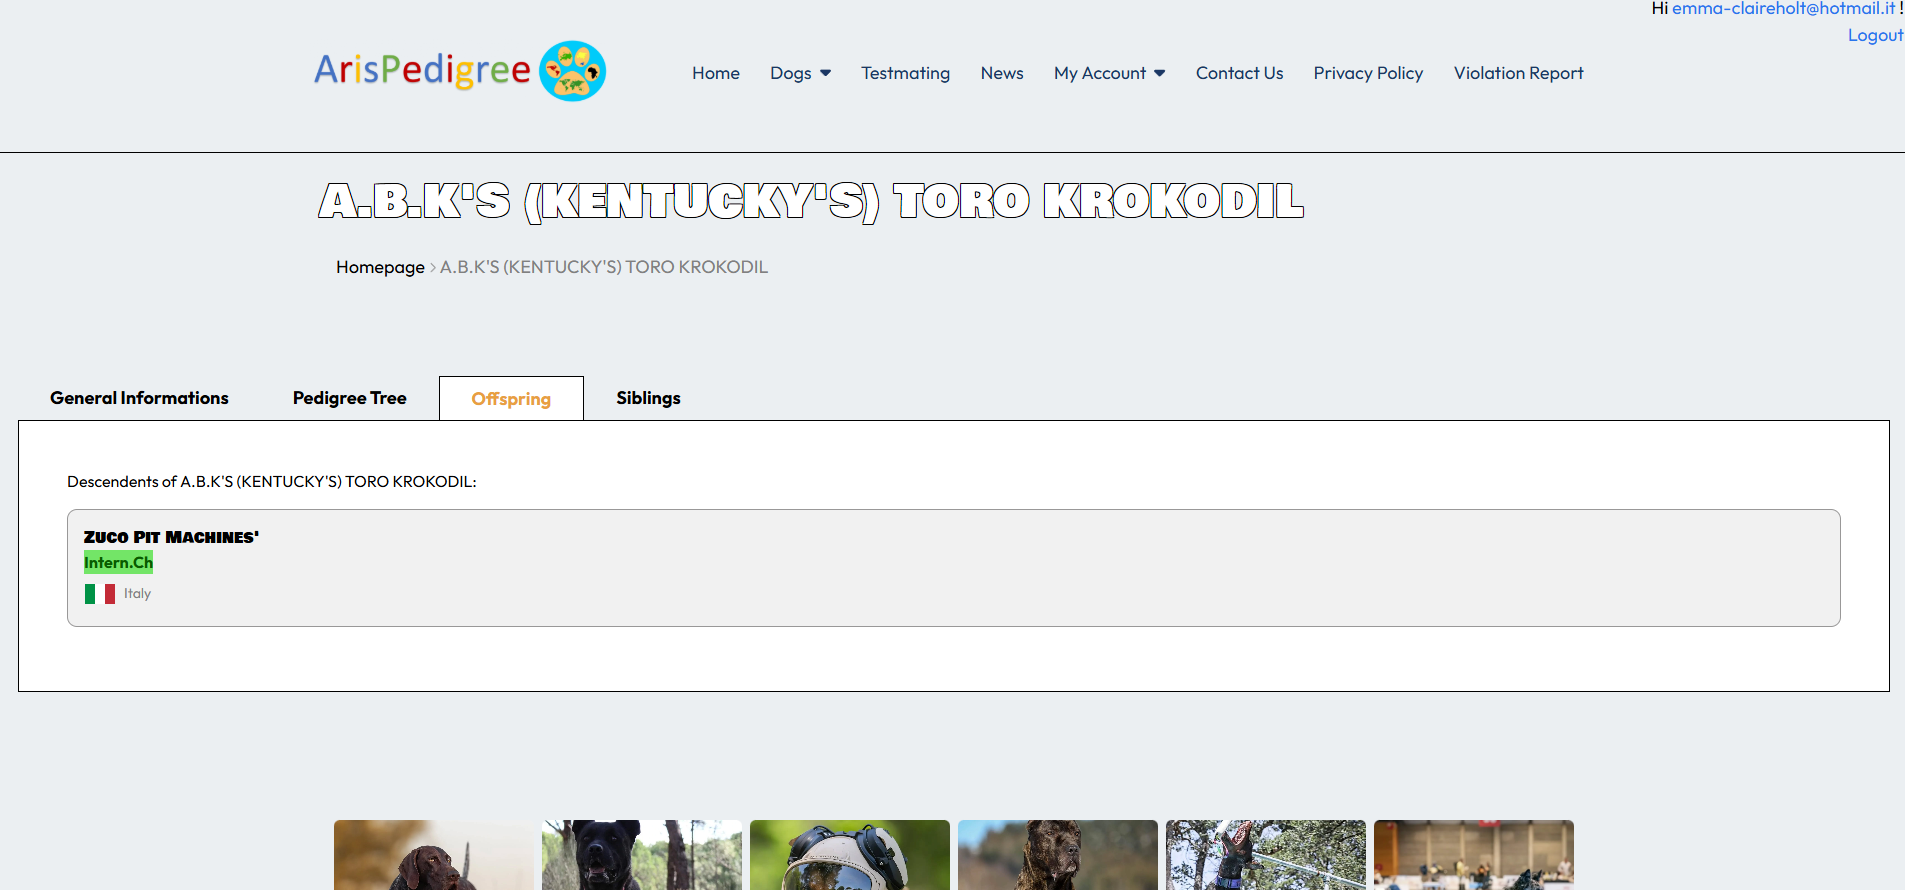 Hi emma-claireholt@hotmail.it !
Logout
ArisPedigree
Home Dogs Testmating News My Account Contact Us Privacy Policy Violation Report
A.B.K'S (KENTUCKY'S) TORO KROKODIL
Homepage > A.B.K'S (KENTUCKY'S) TORO KROKODIL
General Informations Pedigree Tree Offspring Siblings
Descendents of A.B.K'S (KENTUCKY'S) TORO KROKODIL:
Zuco Pit Machines'
Intern.Ch
Italy